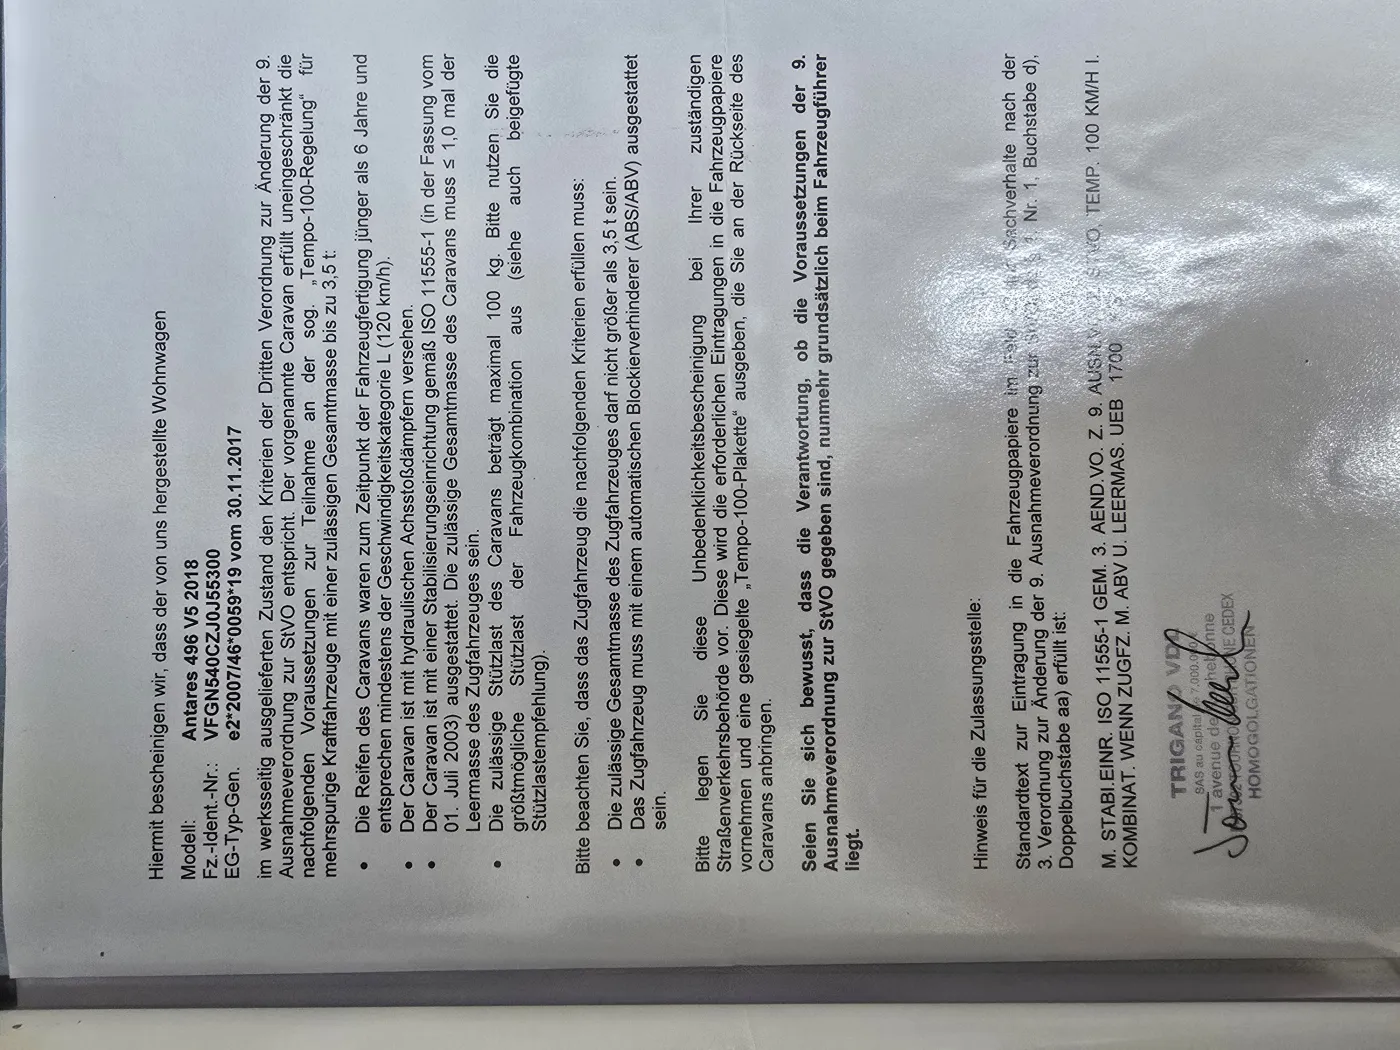 Hiermit bescheinigen wir, dass der von uns hergestellte Wohnwagen
Modell: Antares 496 V5 2018
Fz.-Ident.-Nr.: VFGN540CZJ0J55300
EG-Typ-Gen. e2*2007/46*0059*19 vom 30.11.2017
im werksseitig ausgelieferten Zustand den Kriterien der Dritten Verordnung zur Änderung der 9.
Ausnahmeverordnung zur StVO entspricht. Der vorgenannte Caravan erfüllt uneingeschränkt die
nachfolgenden Voraussetzungen zur Teilnahme an der sog. „Tempo-100-Regelung“ für
mehrspurige Kraftfahrzeuge mit einer zulässigen Gesamtmasse bis zu 3,5 t:
• Die Reifen des Caravans waren zum Zeitpunkt der Fahrzeugfertigung jünger als 6 Jahre und
entsprechen mindestens der Geschwindigkeitskategorie L (120 km/h).
• Der Caravan ist mit hydraulischen Achsstoßdämpfern versehen.
• Der Caravan ist mit einer Stabilisierungseinrichtung gemäß ISO 11555-1 (in der Fassung vom
01. Juli 2003) ausgestattet. Die zulässige Gesamtmasse des Caravans muss ≤ 1,0 mal der
Leermasse des Zugfahrzeuges sein.
• Die zulässige Stützlast des Caravans beträgt maximal 100 kg. Bitte nutzen Sie die
größtmögliche Stützlast der Fahrzeugkombination aus (siehe auch beigefügte
Stützlastempfehlung).
Bitte beachten Sie, dass das Zugfahrzeug die nachfolgenden Kriterien erfüllen muss:
• Die zulässige Gesamtmasse des Zugfahrzeuges darf nicht größer als 3,5 t sein.
• Das Zugfahrzeug muss mit einem automatischen Blockierverhinderer (ABS/ABV) ausgestattet
sein.
Bitte legen Sie diese Unbedenklichkeitsbescheinigung bei Ihrer zuständigen
Straßenverkehrsbehörde vor. Diese wird die erforderlichen Eintragungen in die Fahrzeugpapiere
vornehmen und eine gesiegelte „Tempo-100-Plakette“ ausgeben, die Sie an der Rückseite des
Caravans anbringen.
Seien Sie sich bewusst, dass die Verantwortung, ob die Voraussetzungen der 9.
Ausnahmeverordnung zur StVO gegeben sind, nunmehr grundsätzlich beim Fahrzeugführer
liegt.
Hinweis für die Zulassungsstelle:
Standardtext zur Eintragung in die Fahrzeugpapiere im Feld Sachverhalte nach der
3. Verordnung zur Änderung der 9. Ausnahmeverordnung zur Nr. 1, Buchstabe d),
Doppelbuchstabe aa) erfüllt ist:
M. STABI.EINR. ISO 11555-1 GEM. 3. AEND.VO. Z. 9. AUSN.V TEMP. 100 KM/H I.
KOMBINAT. WENN ZUGFZ. M. ABV U. LEERMAS. UEB 1700
TRIGANO VDL
SAS au capital de 7.000.000
1 avenue de Rochebonne
CEDEX
HOMOGOLGATIONEN